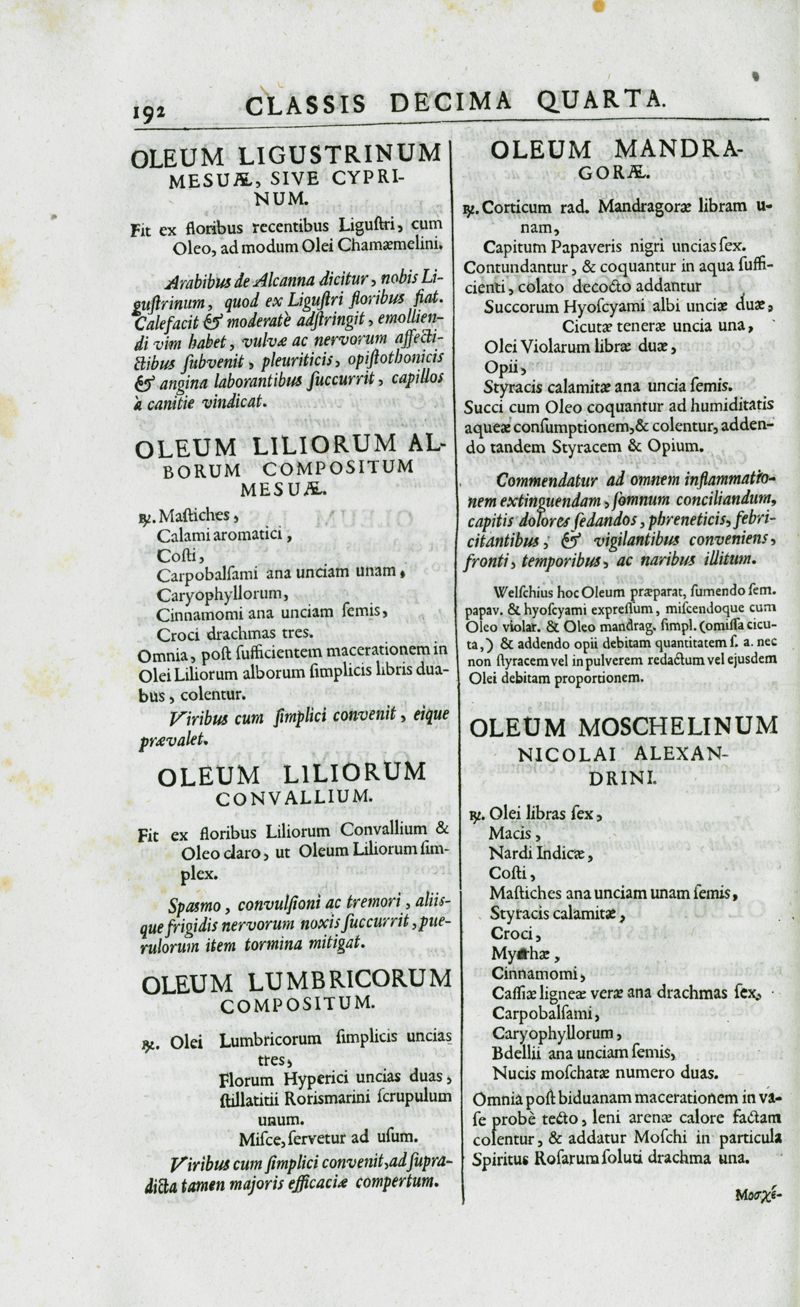 192 CLASSIS DECIMA QUARTA.
OLEUM LIGUSTRINUM
MESUÆ, SIVE CYPRI-
NUM.
Fit ex floribus recentibus Liguſtri, cum
Oleo, ad modum Olei Chamæmelini.
Arabibus de Alcanna dicitur, nobis Li-
guſtrinum, quod ex Liguſtri floribus fiat.
Calefacit & moderatè adſtringit, emollien-
di vim habet, vulvæ ac nervorum affecti-
ctibus ſubvenit, pleuriticis, opiſtothonicis
& angina laborantibus ſuccurrit, capillos
à canitie vindicat.
OLEUM LILIORUM AL-
BORUM COMPOSITUM
MESUÆ.
℞. Maſtiches,
Calami aromatici,
Coſti,
Carpobalſami ana unciam unam,
Caryophyllorum,
Cinnamomi ana unciam ſemis,
Croci drachmas tres.
Omnia, poſt ſufficientem macerationem in
Olei Liliorum alborum ſimplicis libris dua-
bus, colentur.
Viribus cum ſimplici convenit, eique
prævalet.
OLEUM LILIORUM
CONVALLIUM.
Fit ex floribus Liliorum Convallium &
Oleo claro, ut Oleum Liliorum ſim-
plex.
Spasmo, convulſioni ac tremori, aliis-
que frigidis nervorum noxis ſuccurrit, pue-
rulorum item tormina mitigat.
OLEUM LUMBRICORUM
COMPOSITUM.
℞. Olei Lumbricorum ſimplicis uncias
tres,
Florum Hyperici uncias duas,
ſtillatitii Rorismarini ſcrupulum
unum.
Miſce, ſervetur ad uſum.
Viribus cum ſimplici convenit, ad ſupra-
dicta tamen majoris efficaciæ compertum.
OLEUM MANDRA-
GORÆ.
℞. Corticum rad. Mandragoræ libram u-
nam,
Capitum Papaveris nigri uncias ſex.
Contundantur, & coquantur in aqua ſuffi-
cienti, colato decocto addantur
Succorum Hyoſcyami albi unciæ duæ,
Cicutæ teneræ uncia una,
Olei Violarum libræ duæ,
Opii,
Styracis calamitæ ana uncia ſemis.
Succi cum Oleo coquantur ad humiditatis
aqueæ conſumptionem, & colentur, adden-
do tandem Styracem & Opium.
Commendatur ad omnem inflammatio-
nem extinguendam, ſomnum conciliandum,
capitis dolores ſedandos, phreneticis, febri-
citantibus, & vigilantibus conveniens,
fronti, temporibus, ac naribus illitum.
Welſchius hoc Oleum præparat, ſumendo ſem.
papav. & hyoſcyami expreſſum, miſcendoque cum
Oleo violar. & Oleo mandrag. ſimpl. (omiſſa cicu-
ta,) & addendo opii debitam quantitatem ſ. a. nec
non ſtyracem vel in pulverem redactum vel ejusdem
Olei debitam proportionem.
OLEUM MOSCHELINUM
NICOLAI ALEXAN-
DRINI.
℞. Olei libras ſex,
Macis,
Nardi Indicæ,
Coſti,
Maſtiches ana unciam unam ſemis,
Styracis calamitæ,
Croci,
Myrrhæ,
Cinnamomi,
Caſſiæ ligneæ veræ ana drachmas ſex,
Carpobalſami,
Caryophyllorum,
Bdellii ana unciam ſemis,
Nucis moſchatæ numero duas.
Omnia poſt biduanam macerationem in va-
ſe probè tecto, leni arenæ calore factam
colentur, & addatur Moſchi in particula
Spiritus Roſarum ſoluti drachma una.
Μοσχέ-